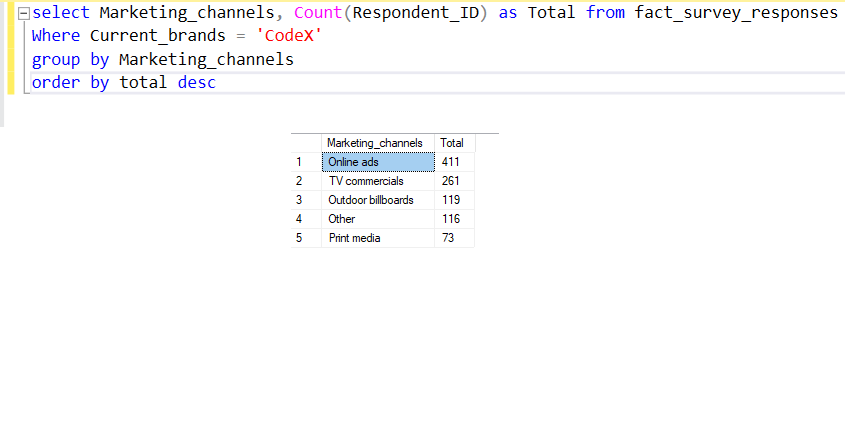 select Marketing_channels, Count(Respondent_ID) as Total from fact_survey_responses
Where Current_brands = 'CodeX'
group by Marketing_channels
order by total desc
Marketing_channels Total
1 Online ads 411
2 TV commercials 261
3 Outdoor billboards 119
4 Other 116
5 Print media 73